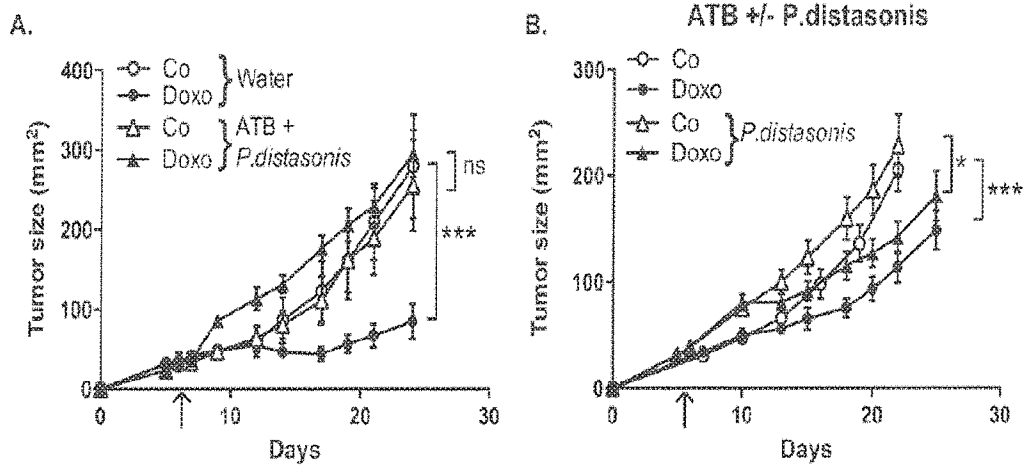 A.
400
300
200
100
0
Tumor size (mm²)
Co
Doxo
Water
Co
Doxo
ATB +
P.distasonis
ns
***
0
10
20
30
Days
B.
ATB +/- P.distasonis
300
200
100
0
Tumor size (mm²)
Co
Doxo
Co
Doxo
P.distasonis
*
***
0
10
20
30
Days